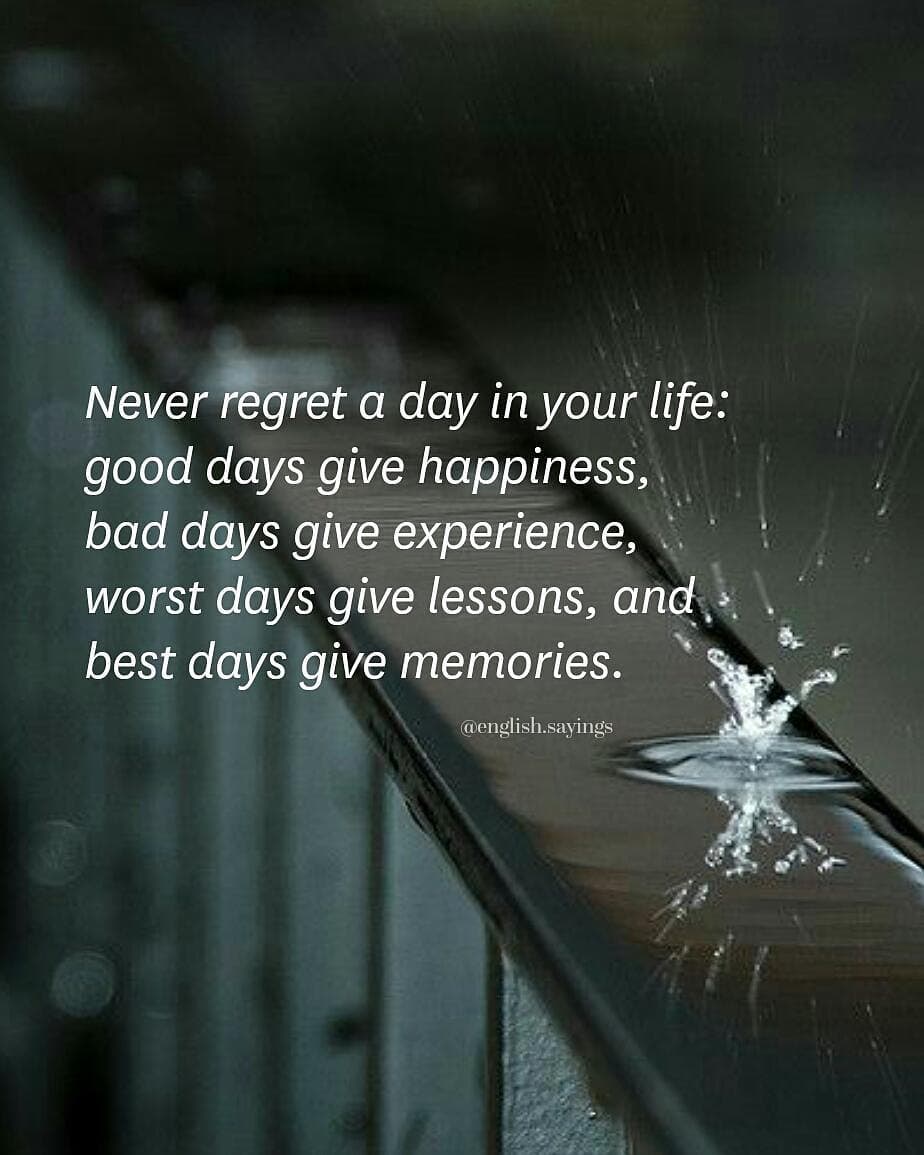 Never regret a day in your life:
good days give happiness,
bad days give experience,
worst days give lessons, and
best days give memories.
@english.sayings